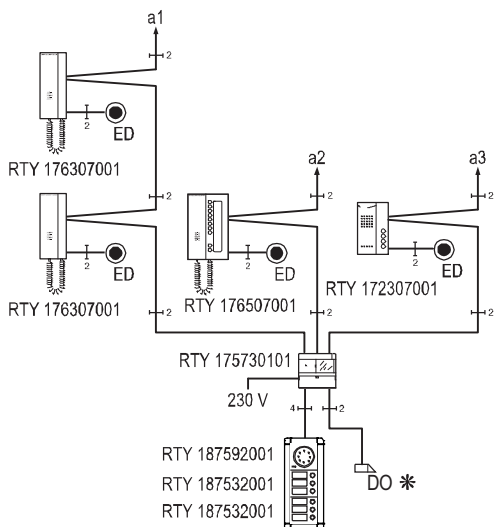 a1
2
2
ED
RTY 176307001
a2
a3
2
2
2
2
2
2
ED
ED
ED
RTY 176307001
RTY 176507001
RTY 172307001
2
2
2
RTY 175730101
230 V
4
2
RTY 187592001
RTY 187532001
RTY 187532001
DO *